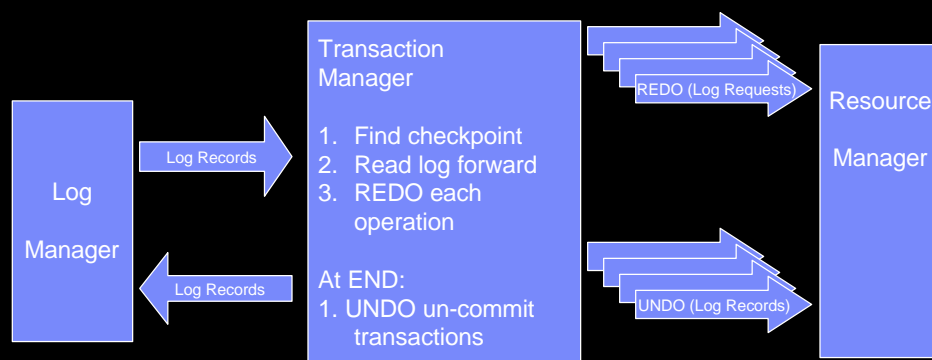 Log
Manager
Log Records
Log Records
Transaction
Manager
1. Find checkpoint
2. Read log forward
3. REDO each
operation
At END:
1. UNDO un-commit
transactions
REDO (Log Requests)
UNDO (Log Records)
Resource
Manager